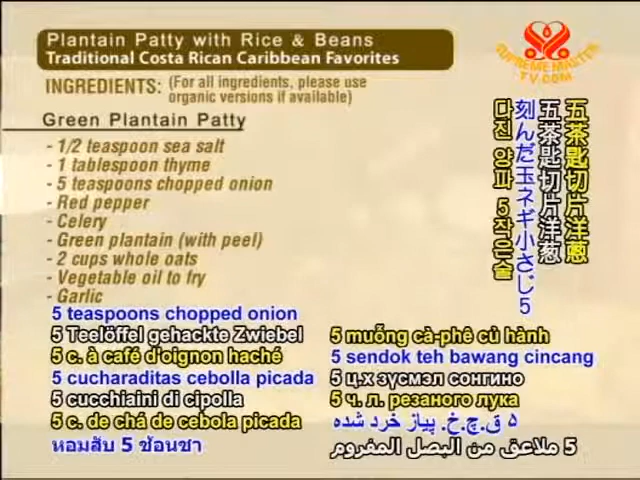 Plantain Patty with Rice & Beans
Traditional Costa Rican Caribbean Favorites
INGREDIENTS: (For all ingredients, please use
organic versions if available)
Green Plantain Patty
- 1/2 teaspoon sea salt
- 1 tablespoon thyme
- 5 teaspoons chopped onion
- Red pepper
- Celery
- Green plantain (with peel)
- 2 cups whole oats
- Vegetable oil to fry
- Garlic
SUPREME MASTER
TV.COM
五茶匙切片洋葱
五茶匙切片洋蔥
刻んだ玉ネギ小さじ5
다진 양파 5작은술
5 teaspoons chopped onion
5 Teelöffel gehackte Zwiebel
5 c. à café d'oignon haché
5 cucharaditas cebolla picada
5 cucchiaini di cipolla
5 c. de chá de cebola picada
หอมสับ 5 ช้อนชา
5 muỗng cà-phê củ hành
5 sendok teh bawang cincang
5 ц.х зүсмэл сонгино
5 ч. л. резаного лука
۵ ق.چ.خ. پیاز خرد شده
5 ملاعق من البصل المفروم